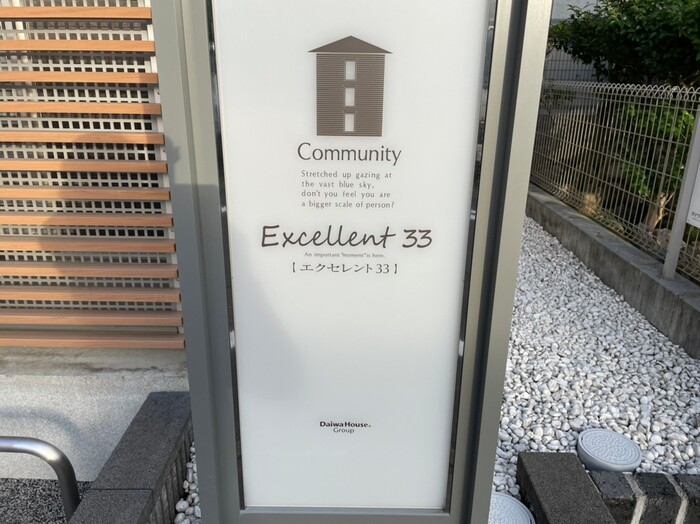 Community
Stretched up gazing at
the vast blue sky,
don't you feel you are
a bigger scale of person?
Excellent 33
An important "moment" is here.
【エクセレント33】
DaiwaHouse®
Group